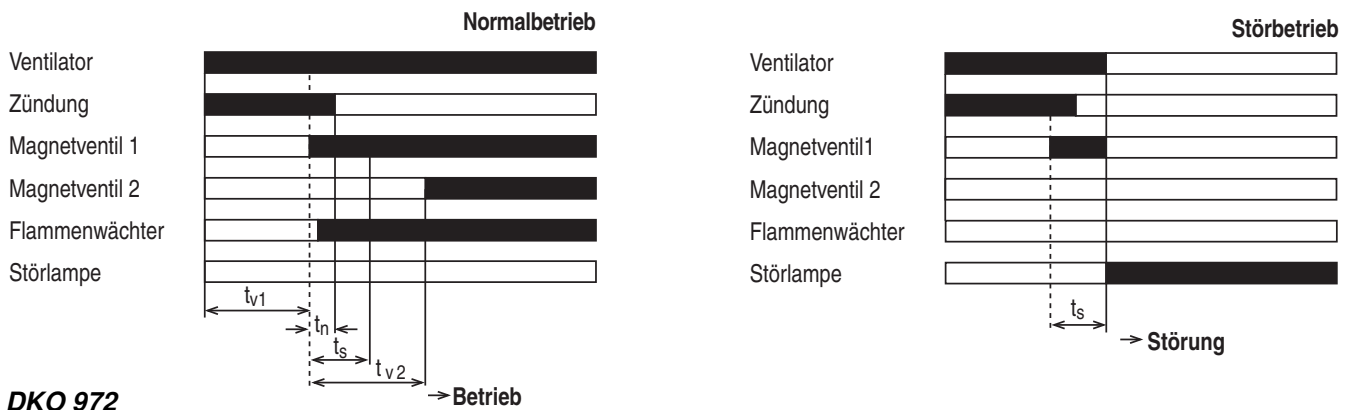 Normalbetrieb
Ventilator
Zündung
Magnetventil 1
Magnetventil 2
Flammenwächter
Störlampe
tv1
tn
ts
tv2
→ Betrieb
DKO 972
Störbetrieb
Ventilator
Zündung
Magnetventil1
Magnetventil 2
Flammenwächter
Störlampe
ts
→ Störung